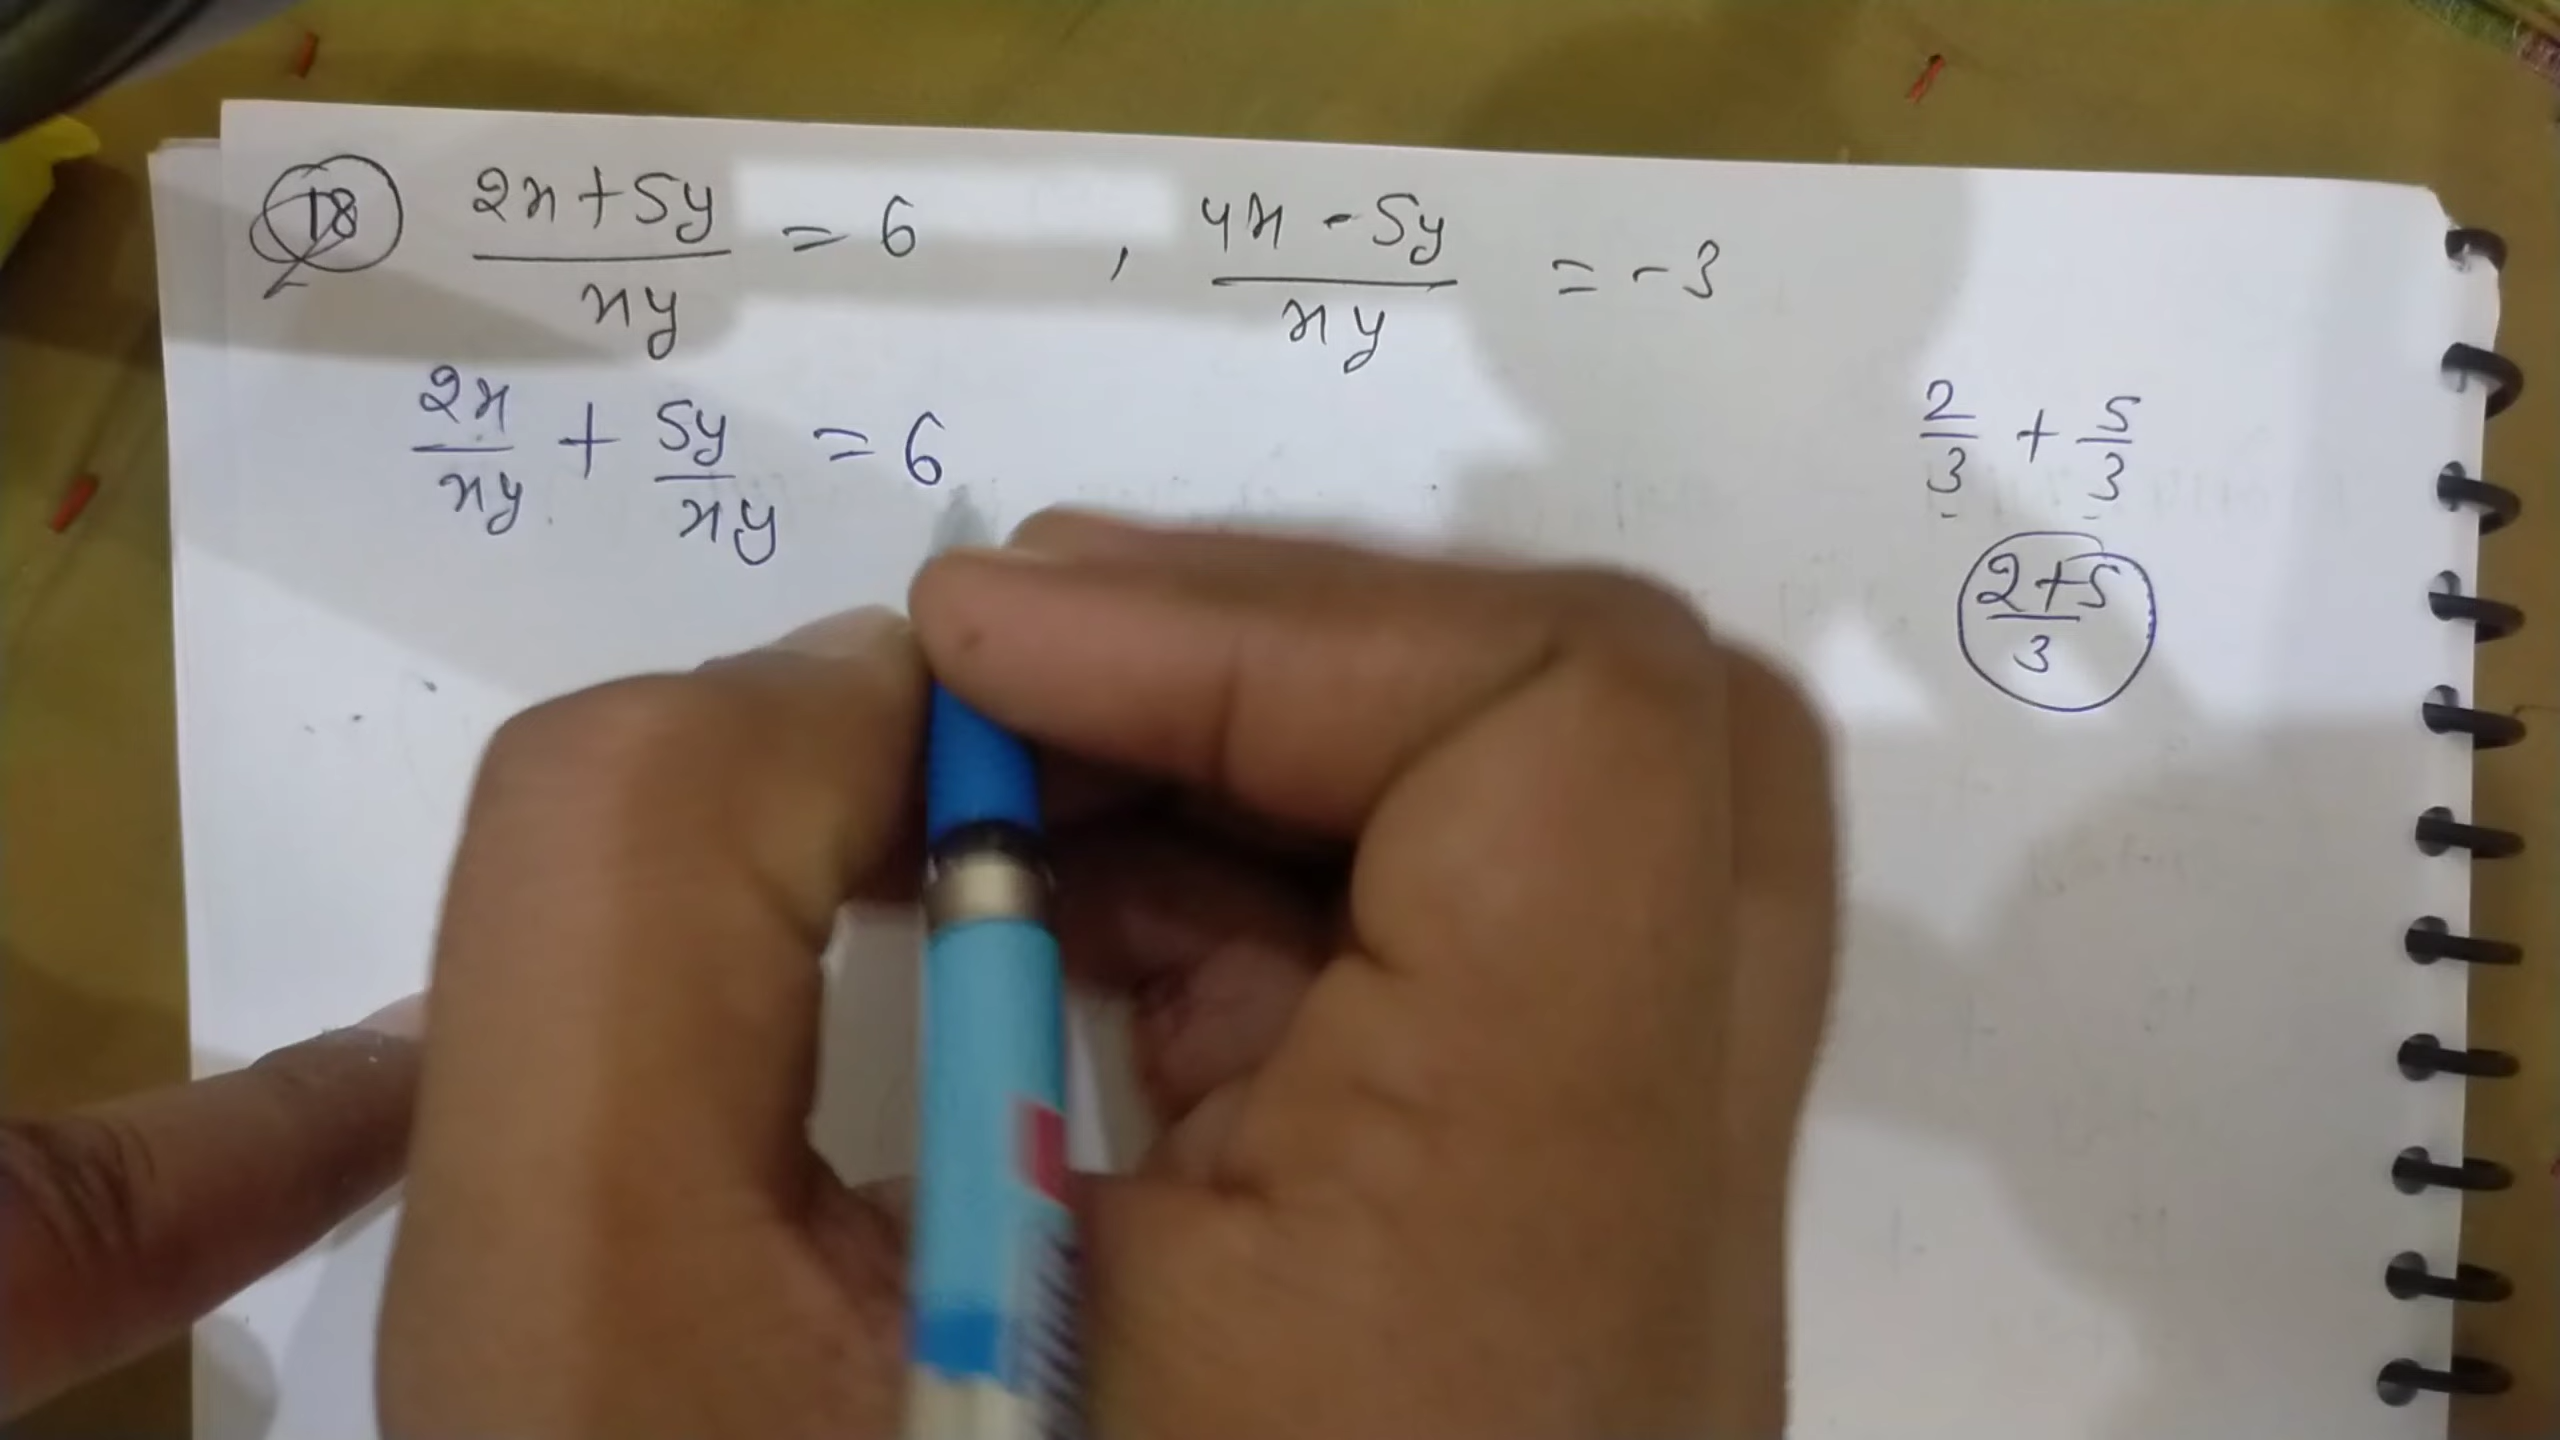 18 (2x+5y)/(xy) = 6 , (4x-5y)/(xy) = -3
2x/(xy) + 5y/(xy) = 6
2/3 + 5/3
(2+5)/3